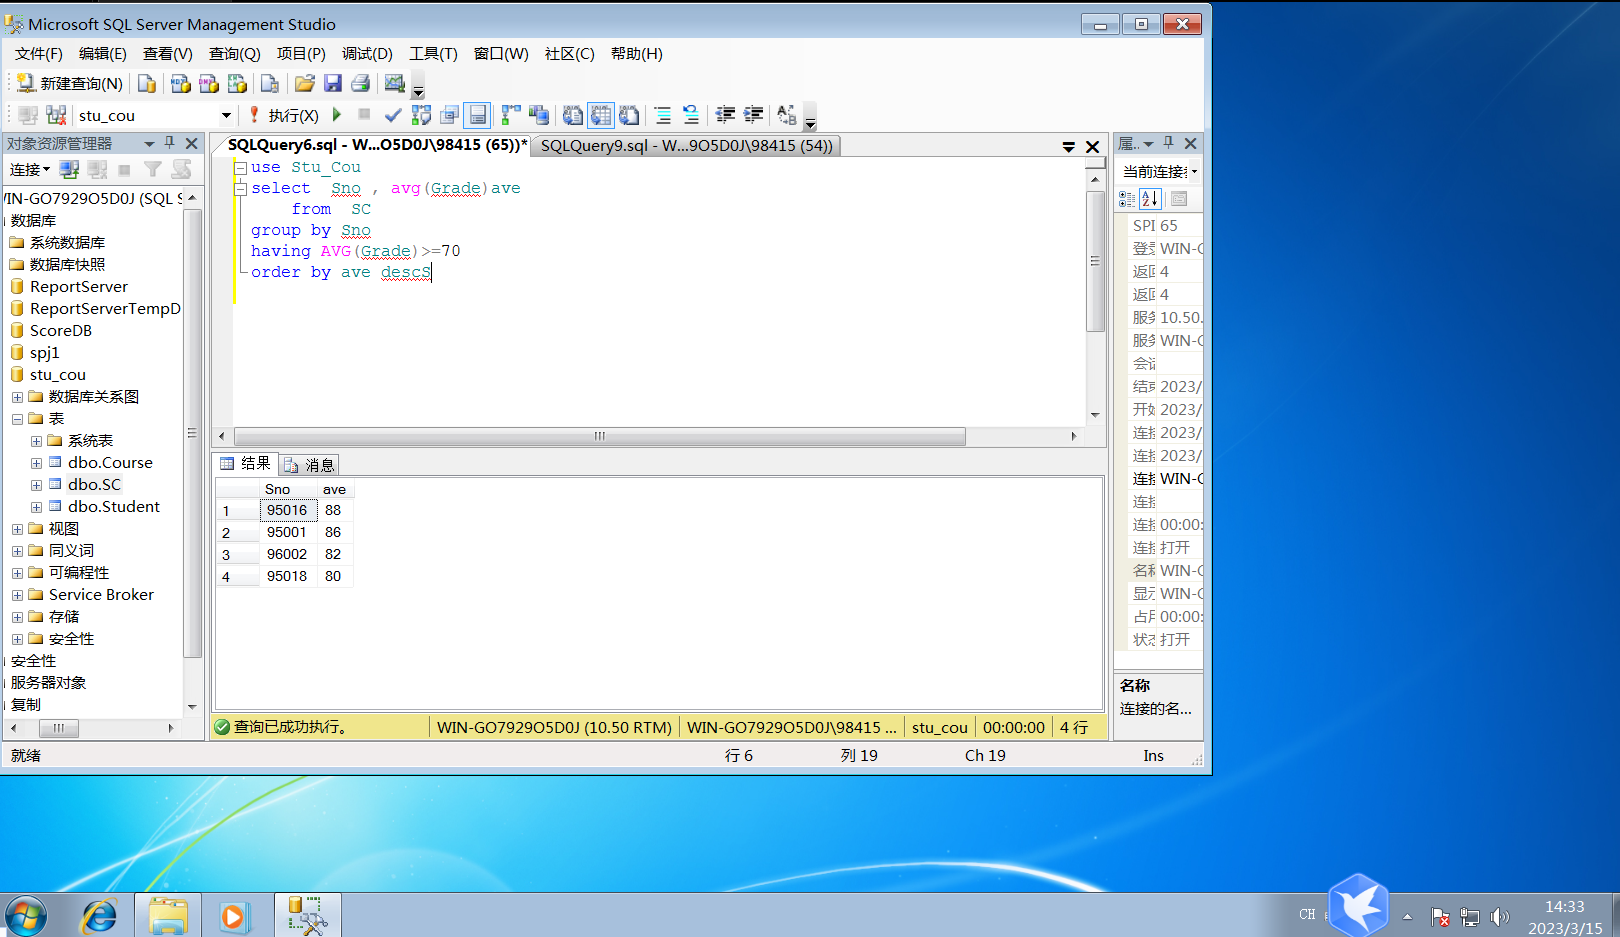 Microsoft SQL Server Management Studio
文件(F) 编辑(E) 查看(V) 查询(Q) 项目(P) 调试(D) 工具(T) 窗口(W) 社区(C) 帮助(H)
新建查询(N)
stu_cou 执行(X)
对象资源管理器
连接
IN-GO7929O5D0J (SQL S
数据库
系统数据库
数据库快照
ReportServer
ReportServerTempD
ScoreDB
spj1
stu_cou
数据库关系图
表
系统表
dbo.Course
dbo.SC
dbo.Student
视图
同义词
可编程性
Service Broker
存储
安全性
安全性
服务器对象
复制
SQLQuery6.sql - W...O5D0J\98415 (65))* SQLQuery9.sql - W...9O5D0J\98415 (54))
use Stu_Cou
select Sno , avg(Grade)ave
from SC
group by Sno
having AVG(Grade)>=70
order by ave descS
结果 消息
Sno ave
1 95016 88
2 95001 86
3 96002 82
4 95018 80
查询已成功执行。 WIN-GO7929O5D0J (10.50 RTM) WIN-GO7929O5D0J\98415 ... stu_cou 00:00:00 4 行
属..
当前连接
SPI 65
登录 WIN-G
返回 4
返回 4
服务 10.50.
服务 WIN-G
会话
结束 2023/
开始 2023/
连接 2023/
连接 2023/
连接 WIN-G
连接
连接 00:00:
连接 打开
名称 WIN-G
显示 WIN-G
占用 00:00:
状态 打开
名称
连接的名...
就绪 行 6 列 19 Ch 19 Ins
CH
14:33
2023/3/15